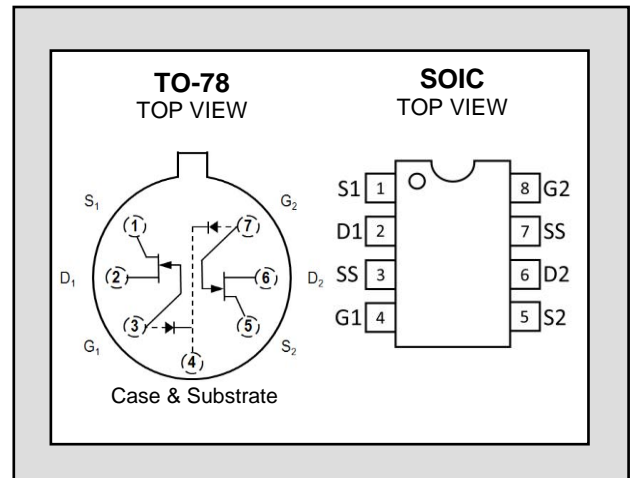 TO-78
TOP VIEW
S1
G2
1
7
D1
2
6
D2
3
5
G1
S2
4
Case & Substrate
SOIC
TOP VIEW
S1 1
8 G2
D1 2
7 SS
SS 3
6 D2
G1 4
5 S2